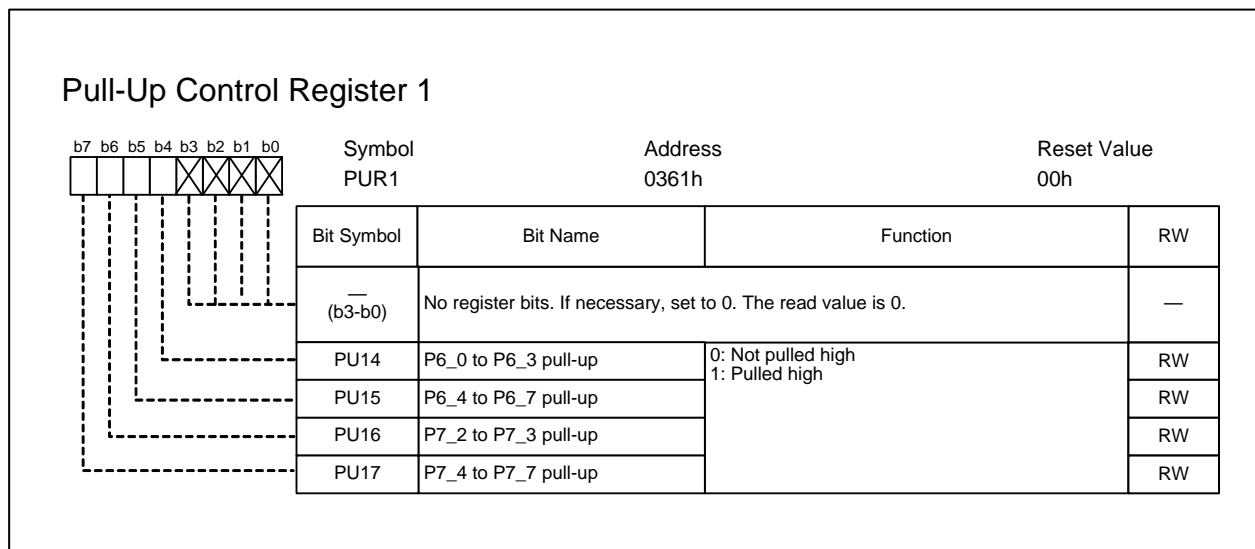 Pull-Up Control Register 1
b7 b6 b5 b4 b3 b2 b1 b0
Symbol Address Reset Value
PUR1 0361h 00h
Bit Symbol Bit Name Function RW
—
(b3-b0)
No register bits. If necessary, set to 0. The read value is 0.
—
PU14 P6_0 to P6_3 pull-up 0: Not pulled high RW
1: Pulled high
PU15 P6_4 to P6_7 pull-up RW
PU16 P7_2 to P7_3 pull-up RW
PU17 P7_4 to P7_7 pull-up RW